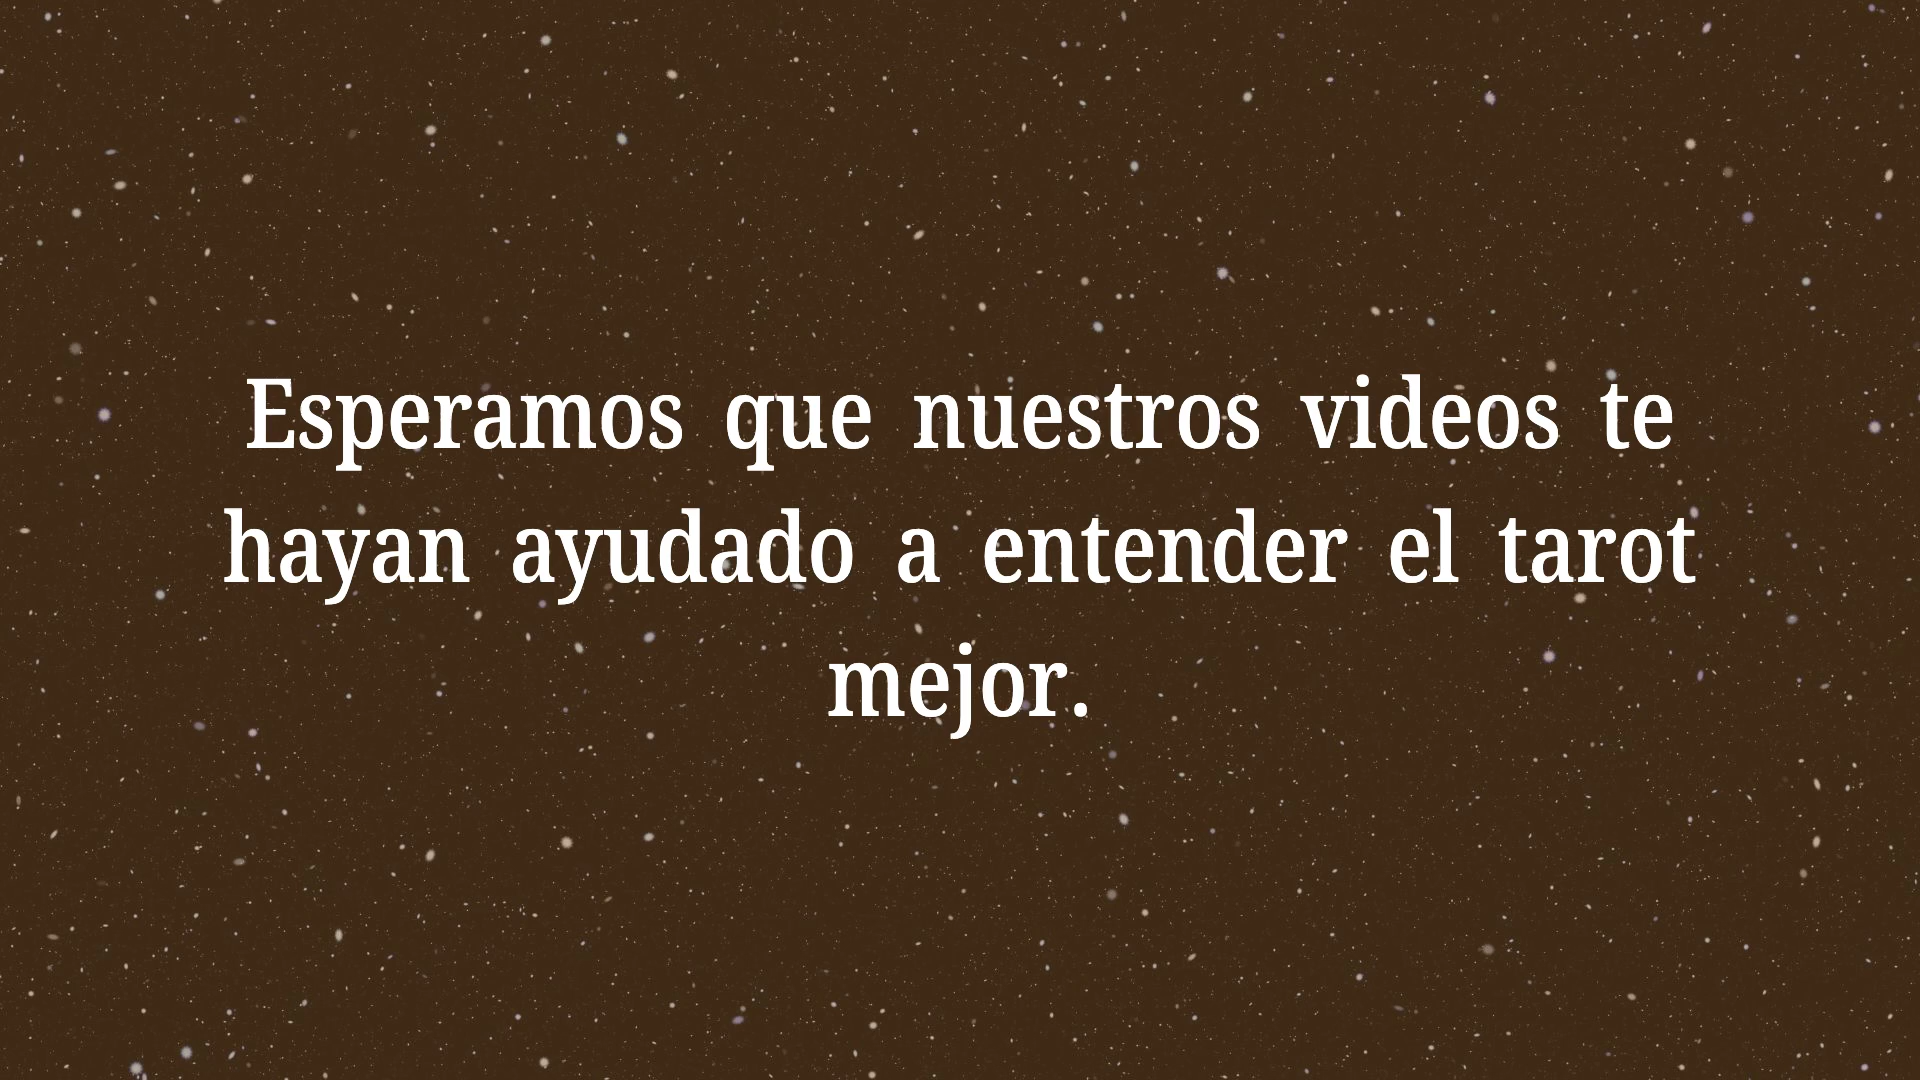 Esperamos que nuestros videos te
hayan ayudado a entender el tarot
mejor.